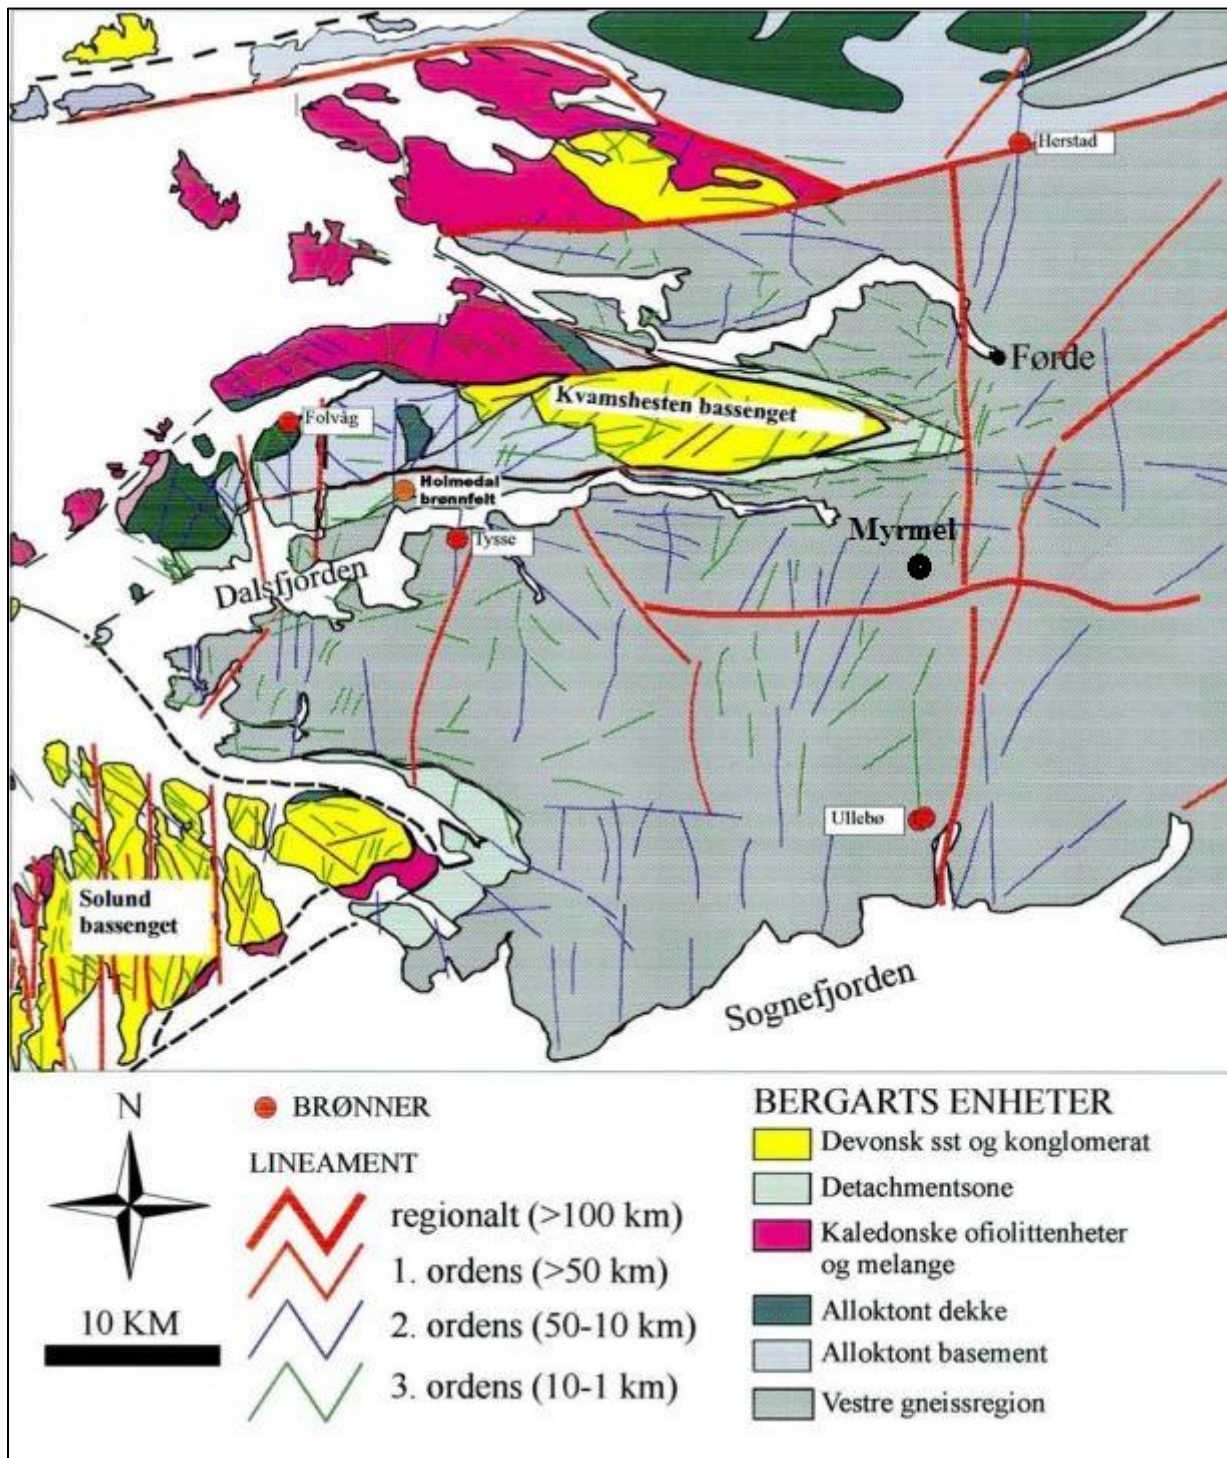 Herstad
Førde
Kvamshesten bassenget
Folvåg
Holmedal
brønnfelt
Myrmel
Tysse
Dalsfjorden
Ullebø
Solund
bassenget
Sognefjorden
N
10 KM
BRØNNER
LINEAMENT
regionalt (>100 km)
1. ordens (>50 km)
2. ordens (50-10 km)
3. ordens (10-1 km)
BERGARTS ENHETER
Devonsk sst og konglomerat
Detachmentsone
Kaledonske ofiolittenheter
og melange
Alloktont dekke
Alloktont basement
Vestre gneissregion